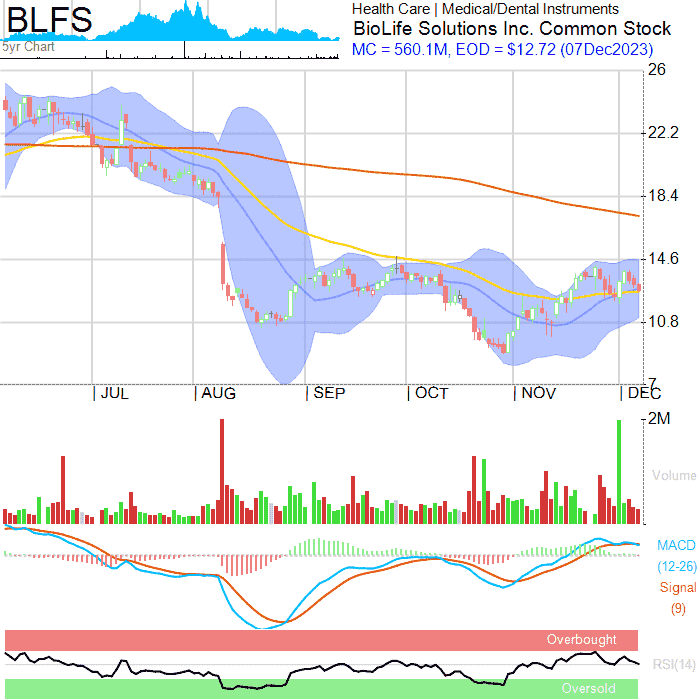 BLFS
5yr Chart
Health Care | Medical/Dental Instruments
BioLife Solutions Inc. Common Stock
MC = 560.1M, EOD = $12.72 (07Dec2023)
26
22.2
18.4
14.6
10.8
7
JUL
AUG
SEP
OCT
NOV
DEC
2M
Volume
MACD
(12-26)
Signal
(9)
Overbought
RSI(14)
Oversold